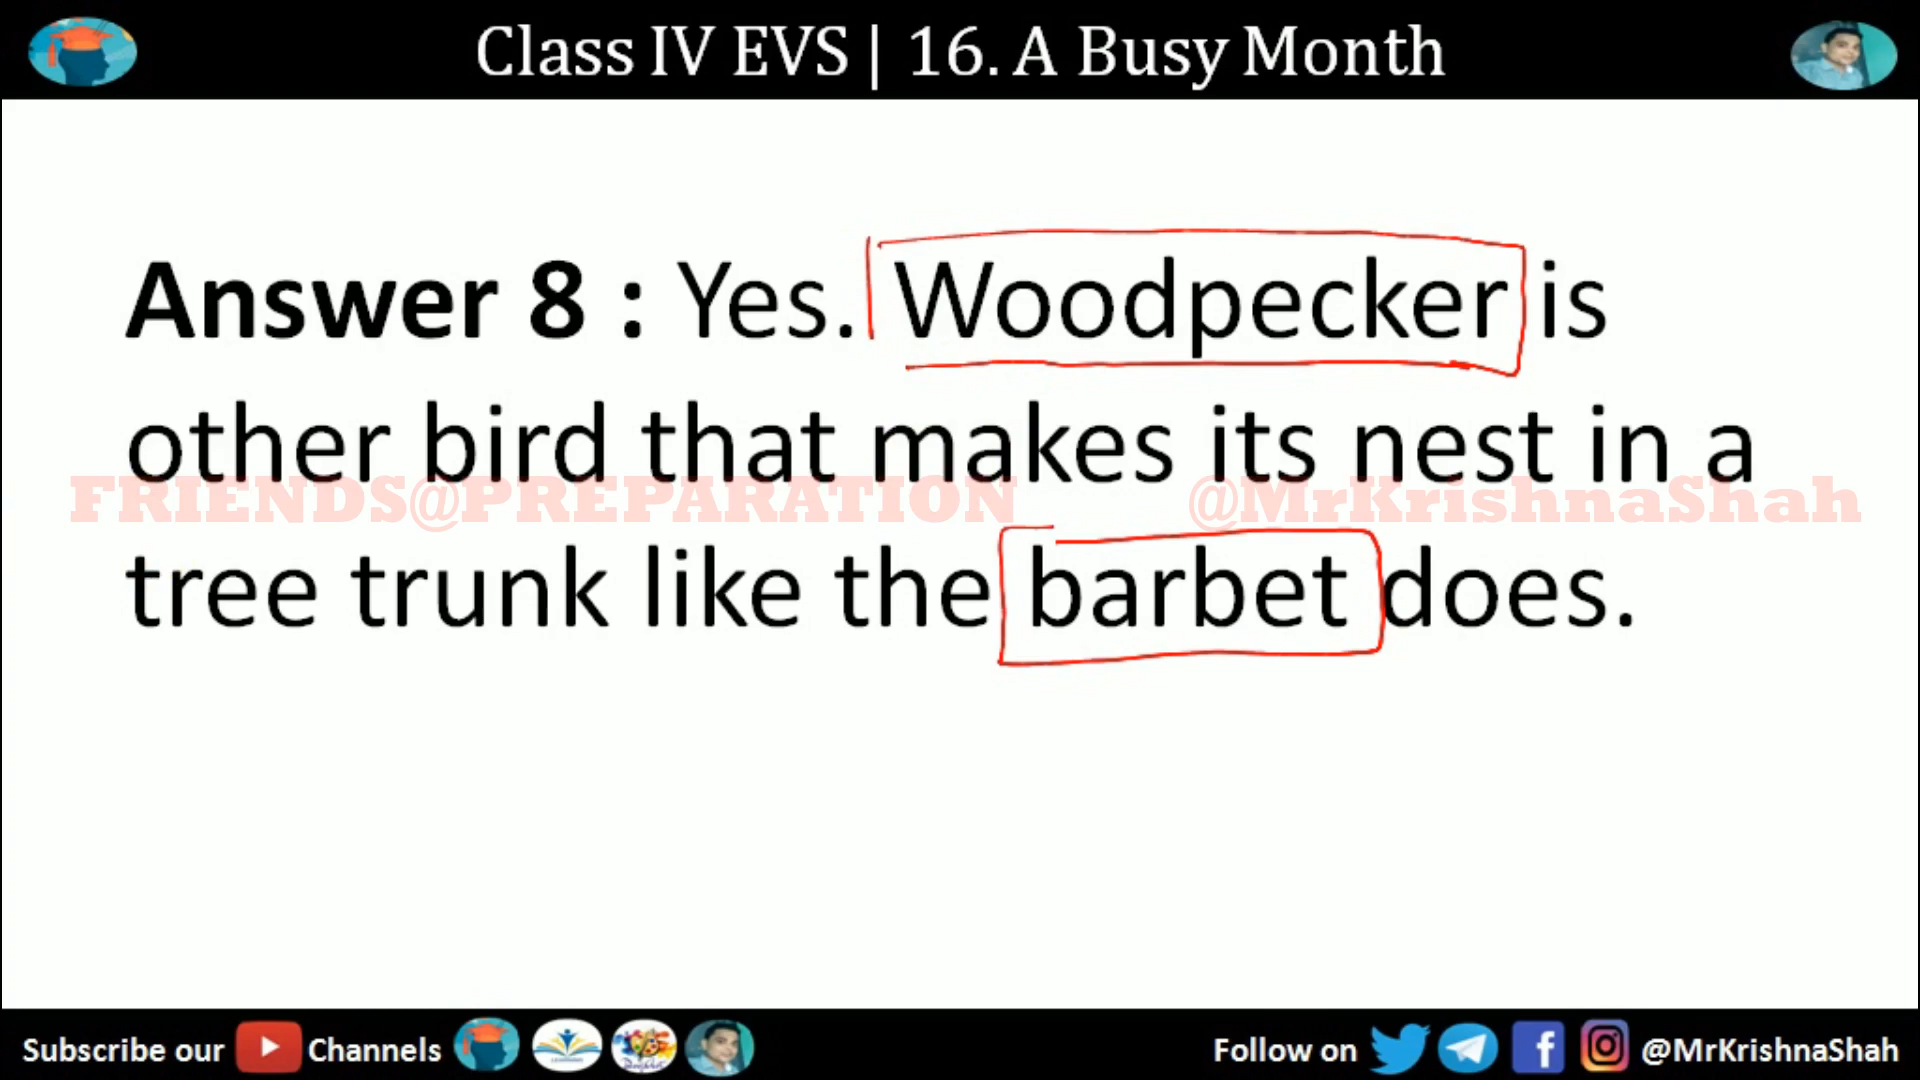 Class IV EVS | 16. A Busy Month
Answer 8 : Yes. Woodpecker is
other bird that makes its nest in a
FRIENDS@PREPARATION @MrKrishnaShah
tree trunk like the barbet does.
Subscribe our Channels Follow on @MrKrishnaShah